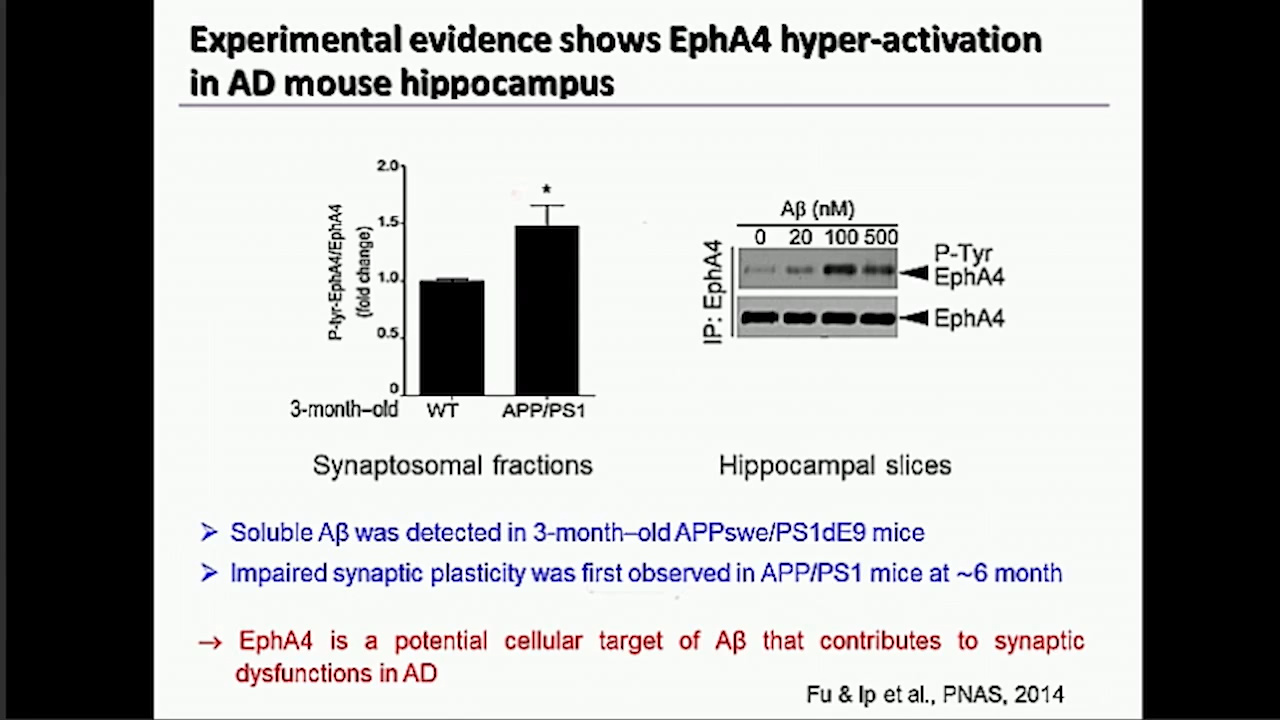 Experimental evidence shows EphA4 hyper-activation
in AD mouse hippocampus
P-tyr-EphA4/EphA4
(fold change)
2.0
1.5
1.0
0.5
0
*
3-month–old WT APP/PS1
Synaptosomal fractions
Aβ (nM)
0 20 100 500
IP: EphA4
P-Tyr
EphA4
EphA4
Hippocampal slices
➢ Soluble Aβ was detected in 3-month–old APPswe/PS1dE9 mice
➢ Impaired synaptic plasticity was first observed in APP/PS1 mice at ~6 month
→ EphA4 is a potential cellular target of Aβ that contributes to synaptic
dysfunctions in AD
Fu & Ip et al., PNAS, 2014